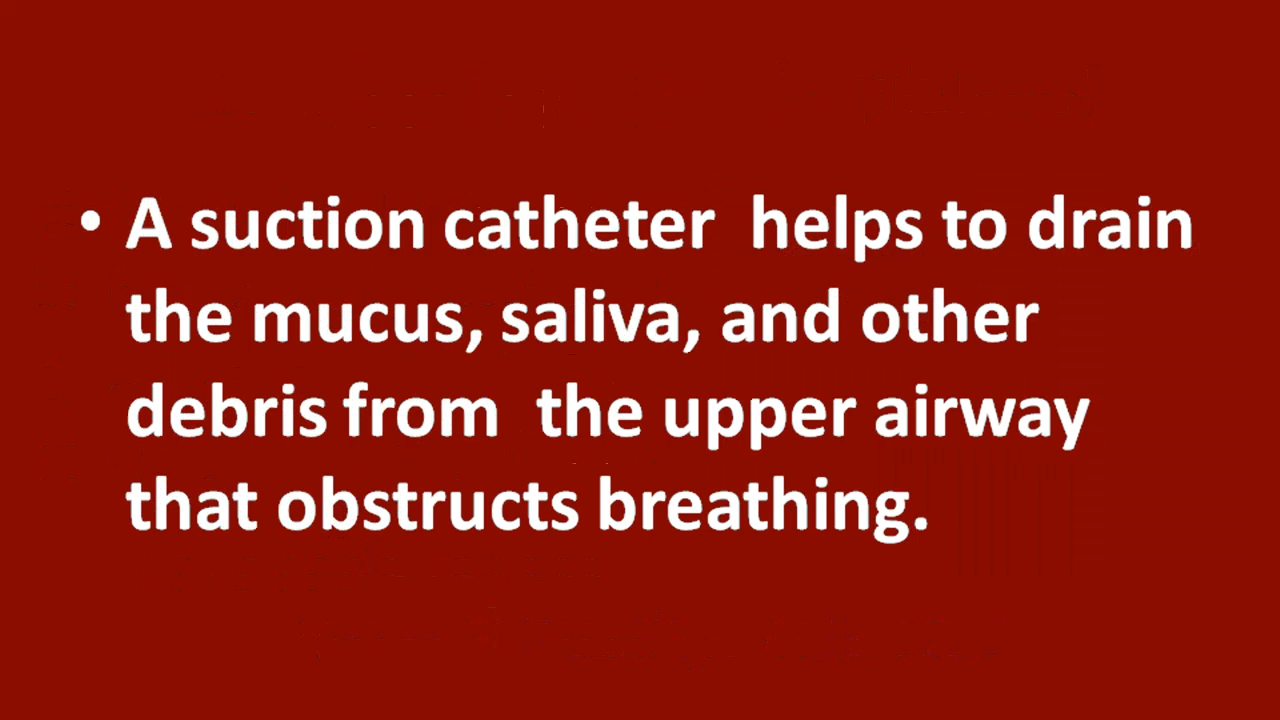 • A suction catheter  helps to drain
the mucus, saliva, and other
debris from  the upper airway
that obstructs breathing.